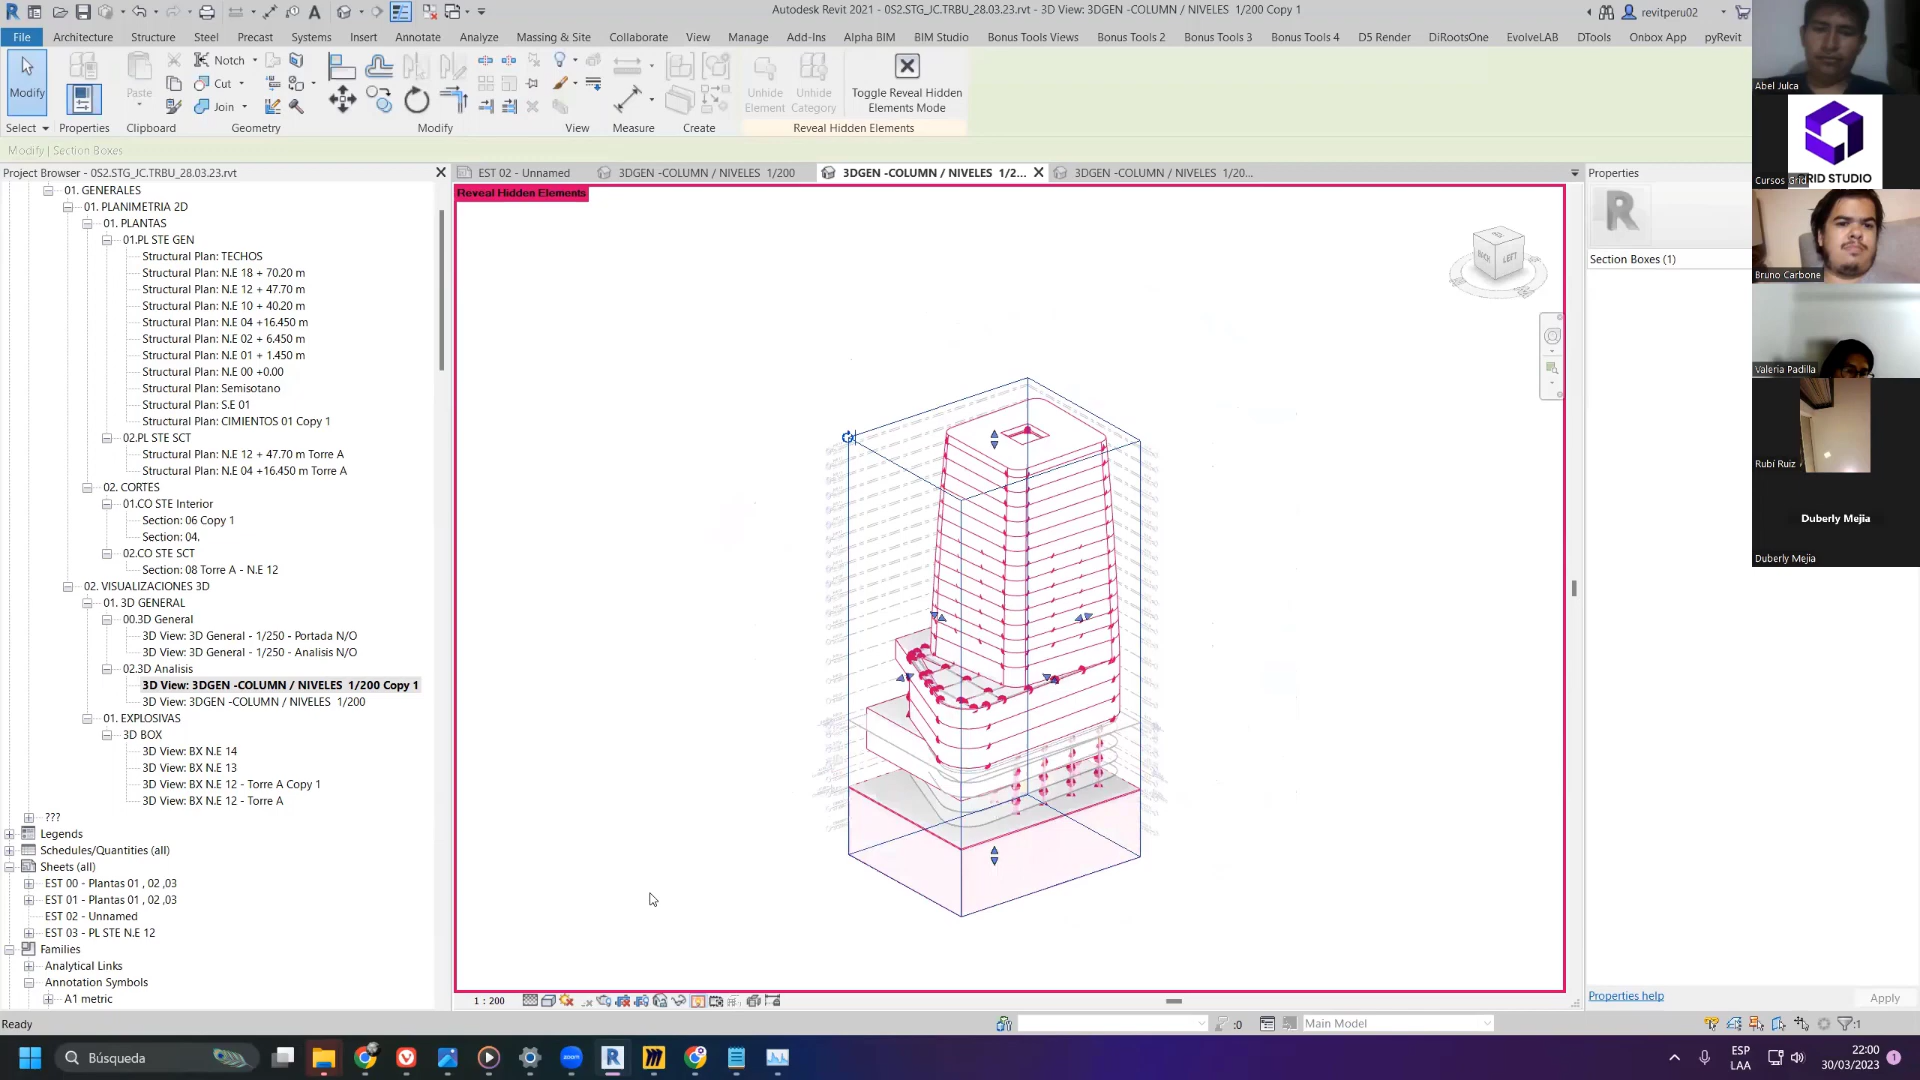 Autodesk Revit 2021 - 0S2.STG_JC.TRBU_28.03.23.rvt - 3D View: 3DGEN -COLUMN / NIVELES 1/200 Copy 1
revitperu02
File Architecture Structure Steel Precast Systems Insert Annotate Analyze Massing & Site Collaborate View Manage Add-Ins Alpha BIM BIM Studio Bonus Tools Views Bonus Tools 2 Bonus Tools 3 Bonus Tools 4 D5 Render DiRootsOne EvolveLAB DTools Onbox App pyRevit
Modify
Paste
Notch
Cut
Join
Unhide Element
Unhide Category
Toggle Reveal Hidden Elements Mode
Select Properties Clipboard Geometry Modify View Measure Create Reveal Hidden Elements
Modify | Section Boxes
Project Browser - 0S2.STG_JC.TRBU_28.03.23.rvt
01. GENERALES
01. PLANIMETRIA 2D
01. PLANTAS
01.PL STE GEN
Structural Plan: TECHOS
Structural Plan: N.E 18 + 70.20 m
Structural Plan: N.E 12 + 47.70 m
Structural Plan: N.E 10 + 40.20 m
Structural Plan: N.E 04 +16.450 m
Structural Plan: N.E 02 + 6.450 m
Structural Plan: N.E 01 + 1.450 m
Structural Plan: N.E 00 +0.00
Structural Plan: Semisotano
Structural Plan: S.E 01
Structural Plan: CIMIENTOS 01 Copy 1
02.PL STE SCT
Structural Plan: N.E 12 + 47.70 m Torre A
Structural Plan: N.E 04 +16.450 m Torre A
02. CORTES
01.CO STE Interior
Section: 06 Copy 1
Section: 04.
02.CO STE SCT
Section: 08 Torre A - N.E 12
02. VISUALIZACIONES 3D
01. 3D GENERAL
00.3D General
3D View: 3D General - 1/250 - Portada N/O
3D View: 3D General - 1/250 - Analisis N/O
02.3D Analisis
3D View: 3DGEN -COLUMN / NIVELES 1/200 Copy 1
3D View: 3DGEN -COLUMN / NIVELES 1/200
01. EXPLOSIVAS
3D BOX
3D View: BX N.E 14
3D View: BX N.E 13
3D View: BX N.E 12 - Torre A Copy 1
3D View: BX N.E 12 - Torre A
???
Legends
Schedules/Quantities (all)
Sheets (all)
EST 00 - Plantas 01 , 02 ,03
EST 01 - Plantas 01 , 02 ,03
EST 02 - Unnamed
EST 03 - PL STE N.E 12
Families
Analytical Links
Annotation Symbols
A1 metric
EST 02 - Unnamed
3DGEN -COLUMN / NIVELES 1/200
3DGEN -COLUMN / NIVELES 1/2...
3DGEN -COLUMN / NIVELES 1/20...
Reveal Hidden Elements
BACK
LEFT
1 : 200
Properties
Section Boxes (1)
Properties help
Apply
Abel Julca
GRID STUDIO
Cursos Grid
Bruno Carbone
Valeria Padilla
Rubí Ruiz
Duberly Mejia
Duberly Mejia
Ready
:0
Main Model
:1
Búsqueda
zoom
ESP
LAA
22:00
30/03/2023
1